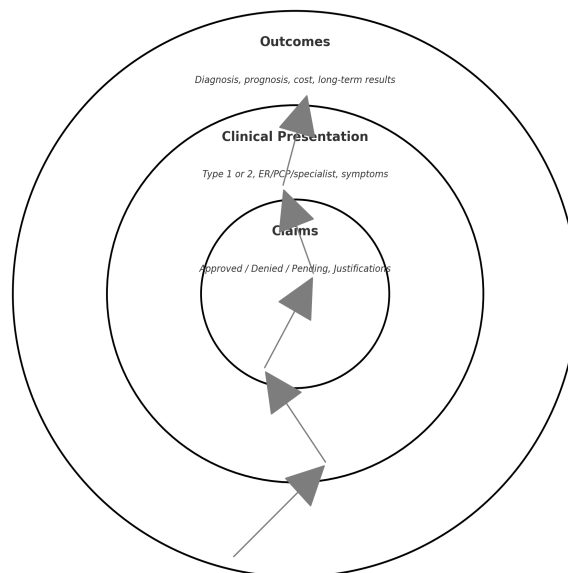 Outcomes
Diagnosis, prognosis, cost, long-term results
Clinical Presentation
Type 1 or 2, ER/PCP/specialist, symptoms
Claims
Approved / Denied / Pending, Justifications